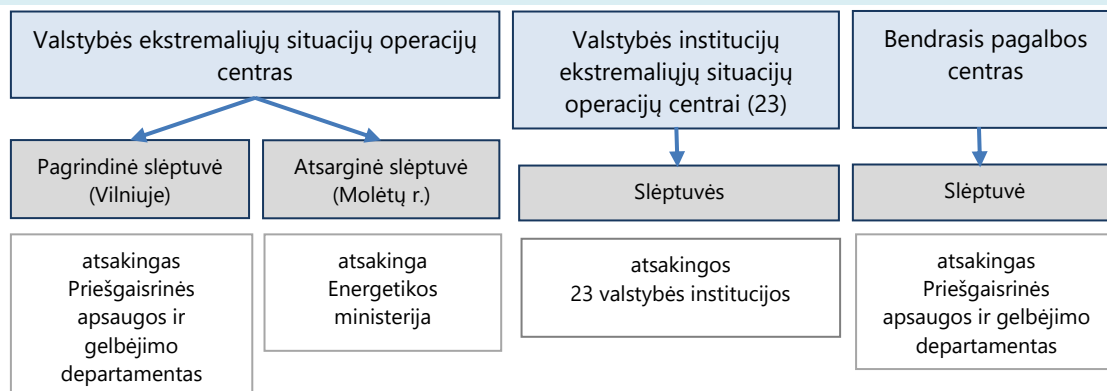 Valstybės ekstremaliųjų situacijų operacijų
centras
Pagrindinė slėptuvė
(Vilniuje)
atsakingas
Priešgaisrinės
apsaugos ir
gelbėjimo
departamentas
Atsarginė slėptuvė
(Molėtų r.)
atsakinga
Energetikos
ministerija
Valstybės institucijų
ekstremaliųjų situacijų
operacijų centrai (23)
Slėptuvės
atsakingos
23 valstybės institucijos
Bendrasis pagalbos
centras
Slėptuvė
atsakingas
Priešgaisrinės
apsaugos ir gelbėjimo
departamentas